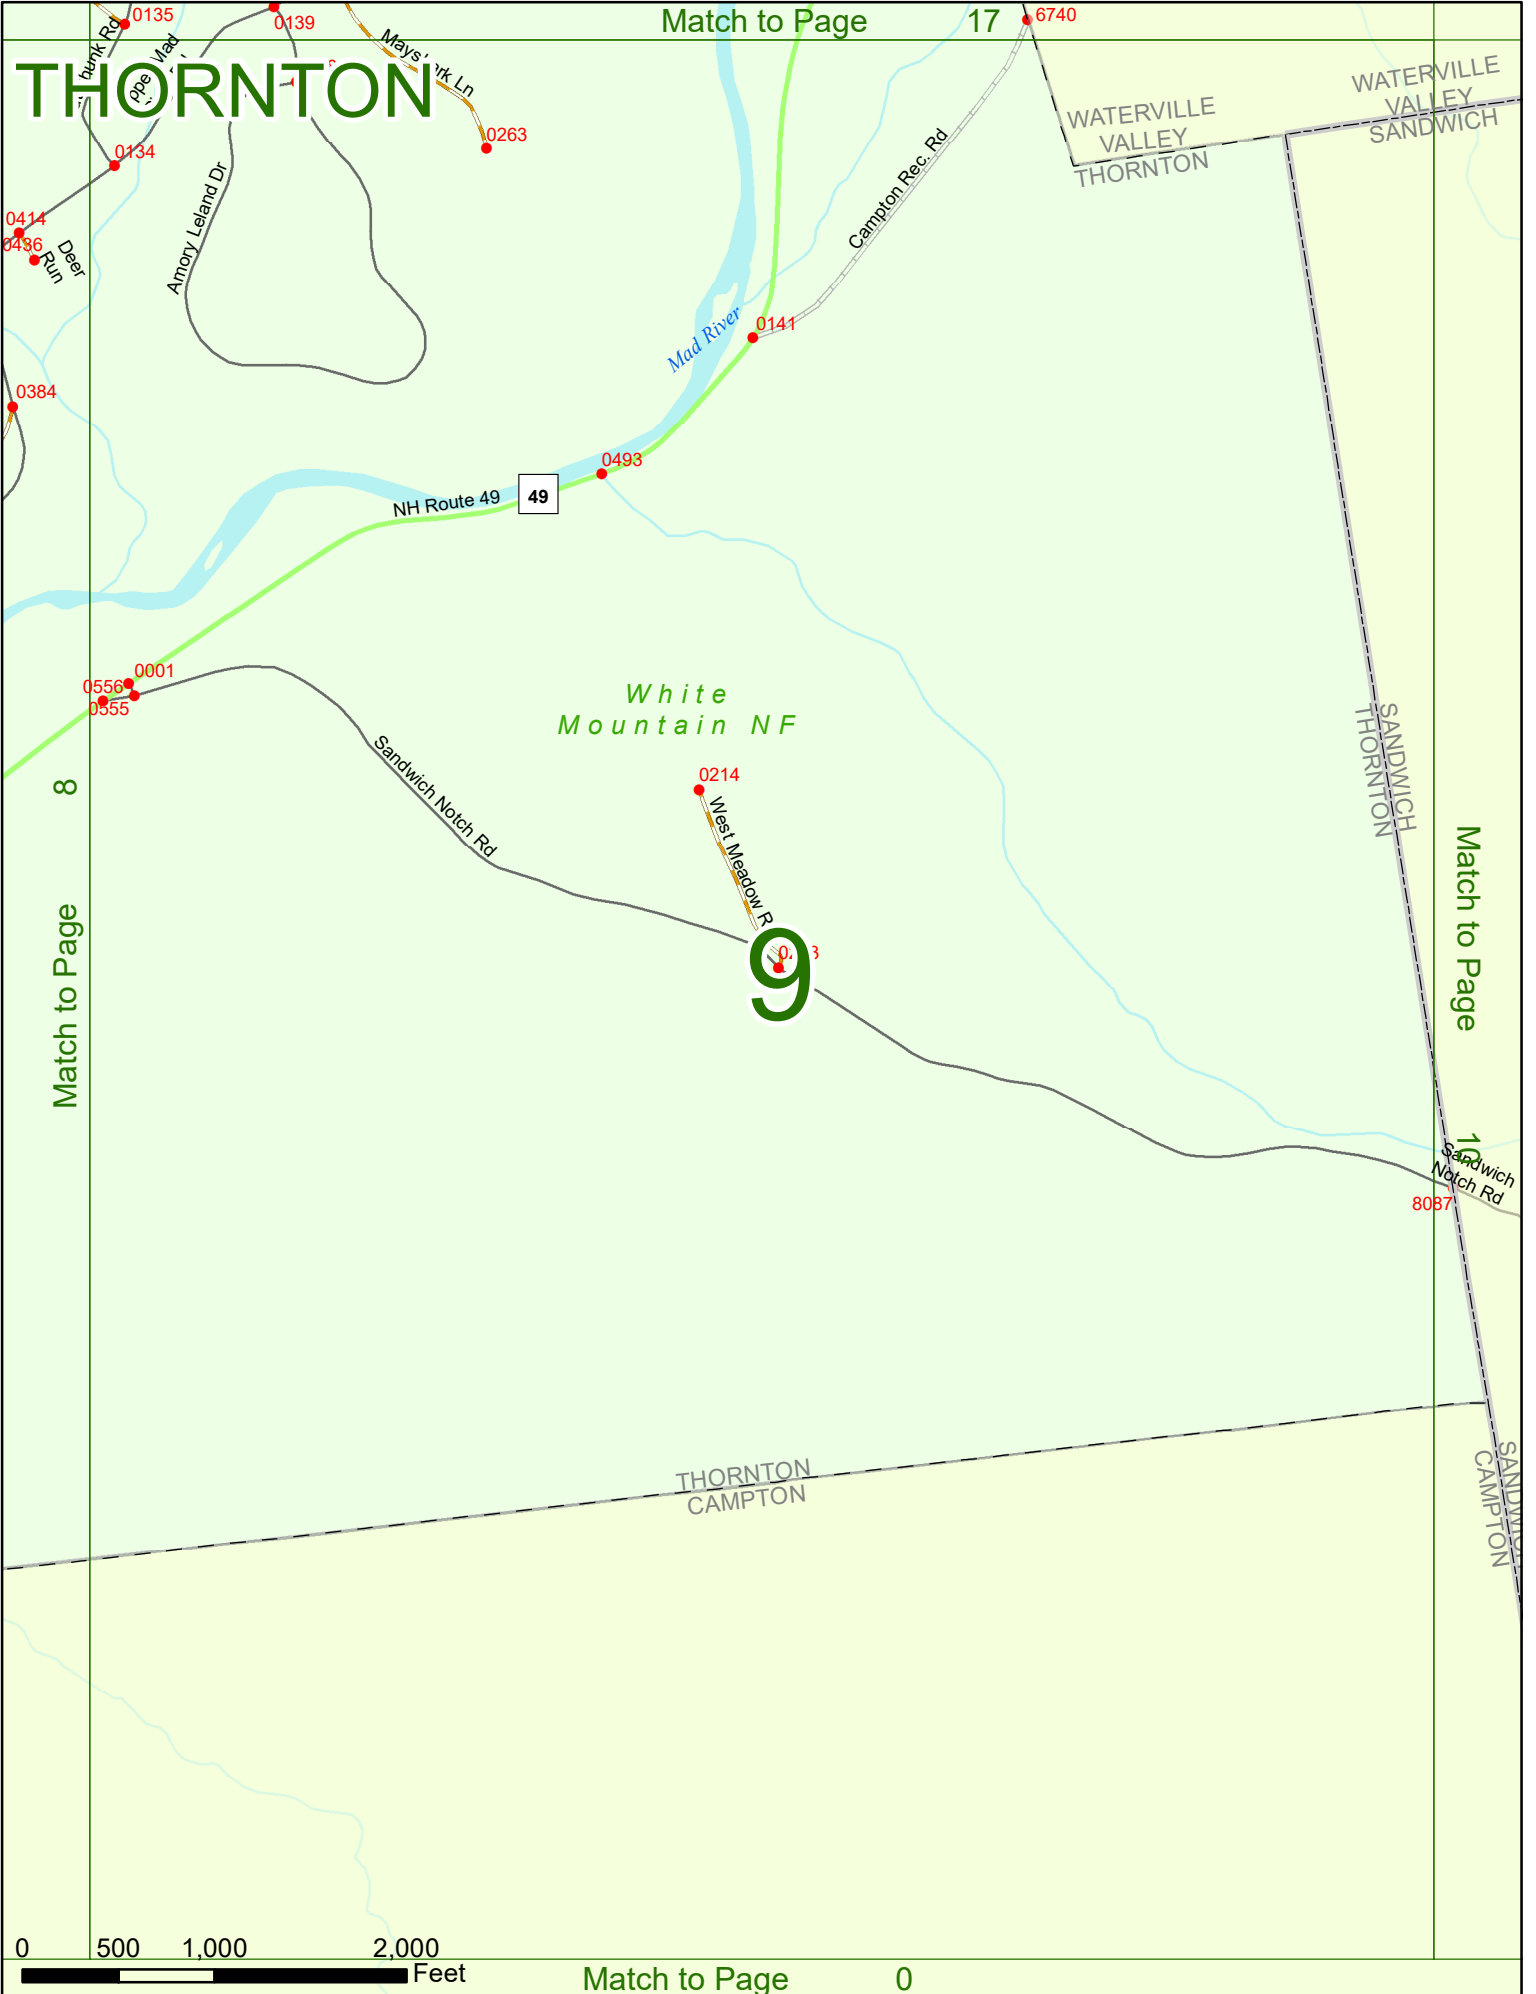 Match to Page 17
0135
0139
6740
THORNTON
Mad
Ln
0263
0134
WATERVILLE
VALLEY
THORNTON
WATERVILLE
VALLEY
SANDWICH
Campton Rec. Rd
Amory Leland Dr
0414
0436
Deer
Run
Mad River
0141
0384
0493
NH Route 49
49
0001
0556
0555
White
Mountain NF
Sandwich Notch Rd
0214
West Meadow R
9
8
Match to Page
SANDWICH
THORNTON
Match to Page
10
Sandwich
Notch Rd
8087
THORNTON
CAMPTON
CAMPTON
0 500 1,000 2,000
Feet
Match to Page 0